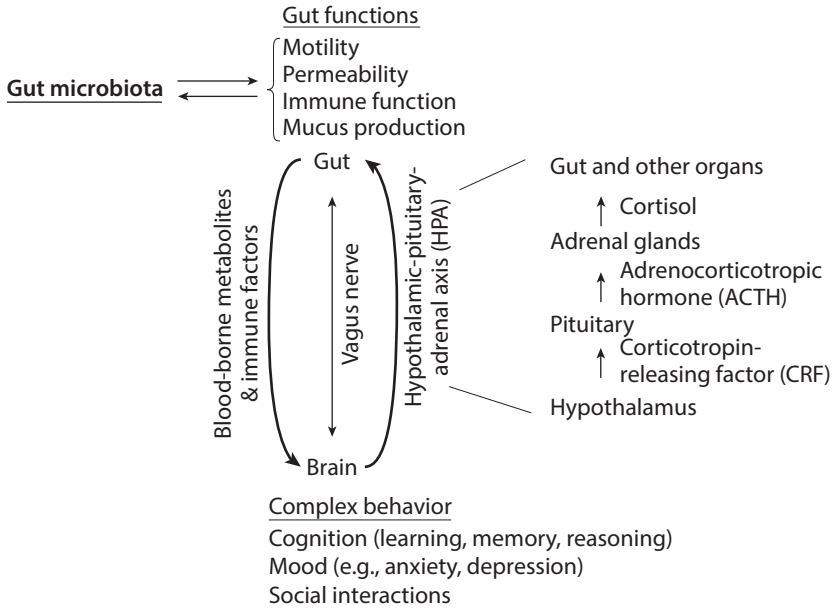 Gut functions
Motility
Permeability
Immune function
Mucus production
Gut microbiota
Gut
Blood-borne metabolites
& immune factors
Vagus nerve
Hypothalamic-pituitary-
adrenal axis (HPA)
Brain
Gut and other organs
Cortisol
Adrenal glands
Adrenocorticotropic
hormone (ACTH)
Pituitary
Corticotropin-
releasing factor (CRF)
Hypothalamus
Complex behavior
Cognition (learning, memory, reasoning)
Mood (e.g., anxiety, depression)
Social interactions